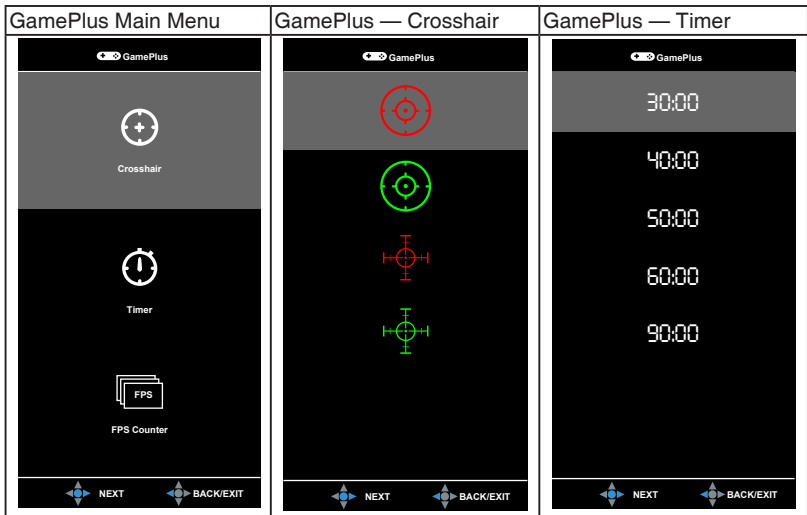 GamePlus Main Menu
GamePlus — Crosshair
GamePlus — Timer
GamePlus
Crosshair
Timer
FPS
FPS Counter
NEXT
BACK/EXIT
GamePlus
NEXT
BACK/EXIT
GamePlus
30:00
40:00
50:00
60:00
90:00
NEXT
BACK/EXIT